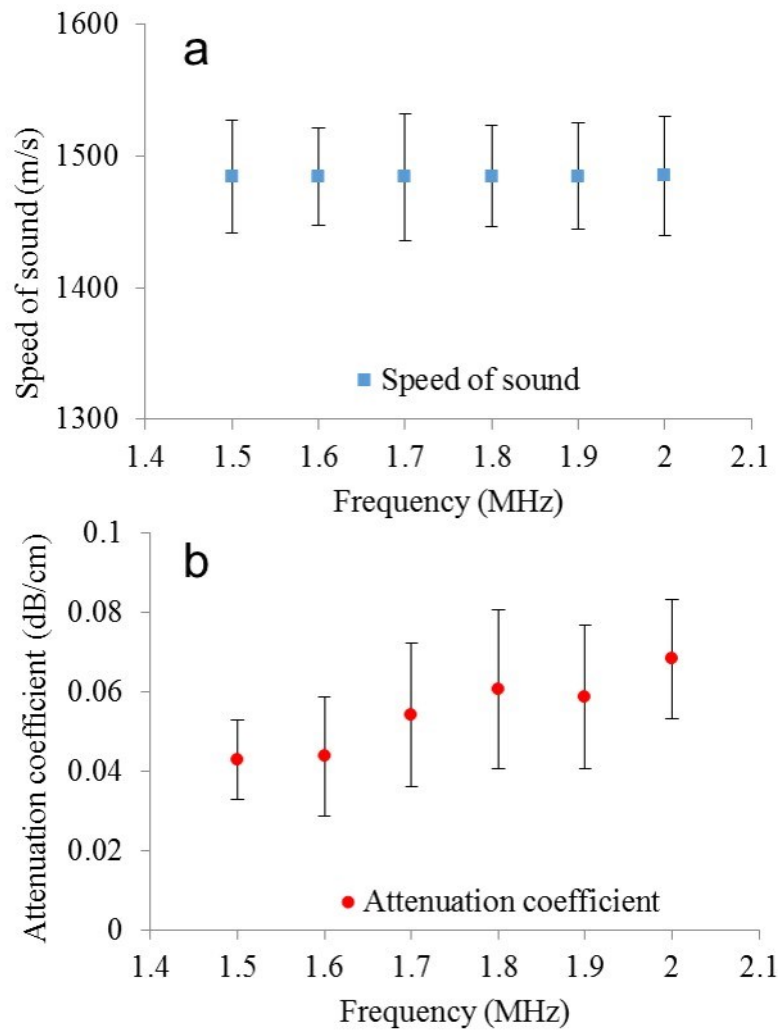 1600
a
1500
1400
1300
Speed of sound (m/s)
Speed of sound
1.4 1.5 1.6 1.7 1.8 1.9 2 2.1
Frequency (MHz)
0.1
b
0.08
0.06
0.04
0.02
0
Attenuation coefficient (dB/cm)
Attenuation coefficient
1.4 1.5 1.6 1.7 1.8 1.9 2 2.1
Frequency (MHz)